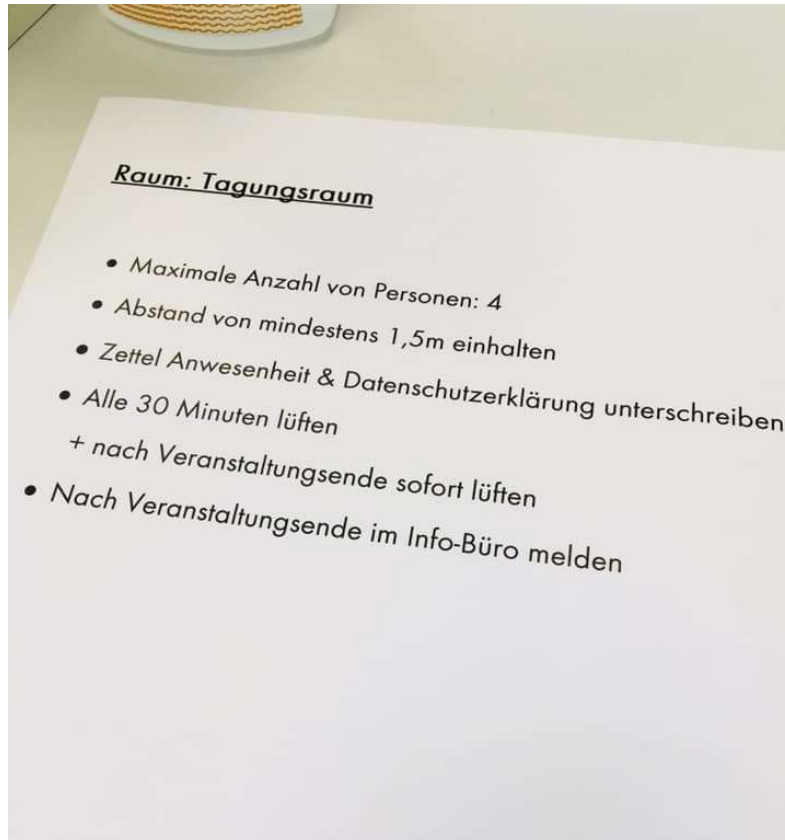 Raum: Tagungsraum
• Maximale Anzahl von Personen: 4
• Abstand von mindestens 1,5m einhalten
• Zettel Anwesenheit & Datenschutzerklärung unterschreiben
• Alle 30 Minuten lüften
+ nach Veranstaltungsende sofort lüften
• Nach Veranstaltungsende im Info-Büro melden